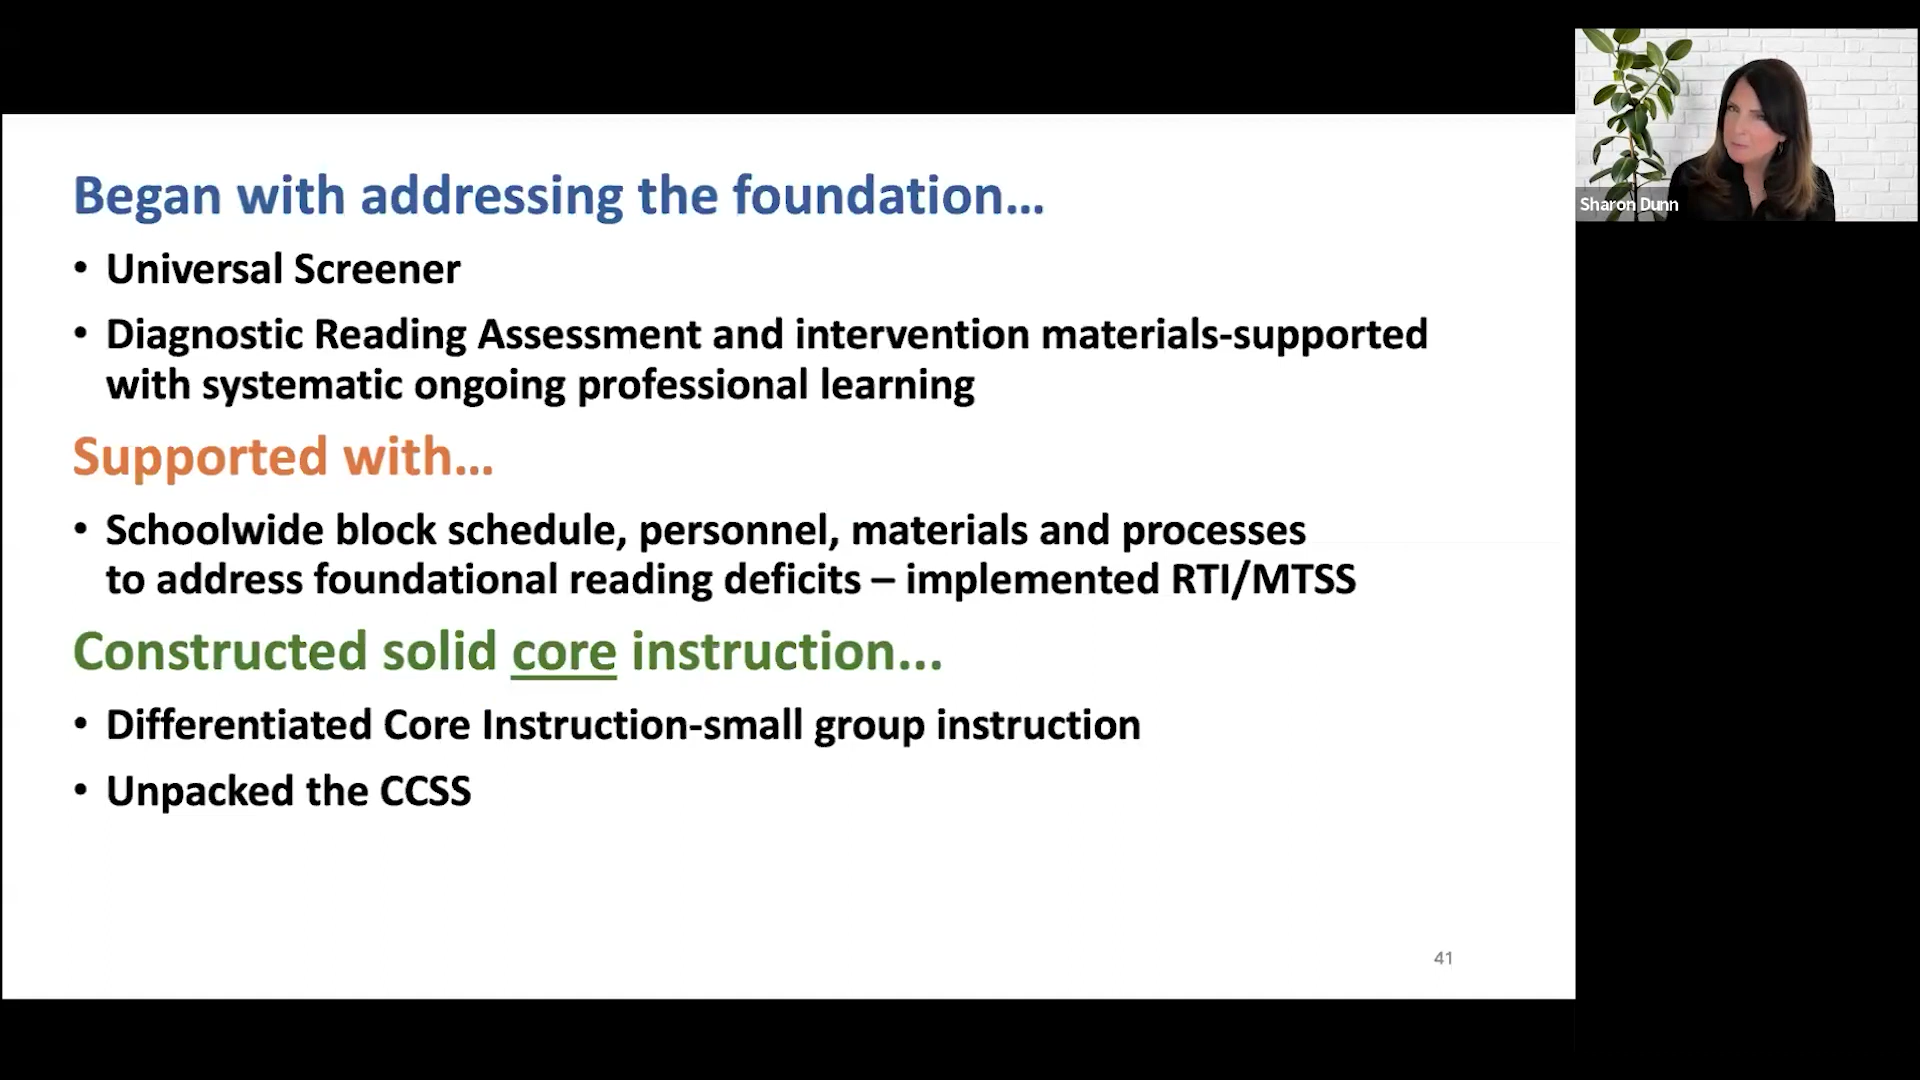 Began with addressing the foundation...
• Universal Screener
• Diagnostic Reading Assessment and intervention materials-supported
with systematic ongoing professional learning
Supported with...
• Schoolwide block schedule, personnel, materials and processes
to address foundational reading deficits – implemented RTI/MTSS
Constructed solid core instruction...
• Differentiated Core Instruction-small group instruction
• Unpacked the CCSS
41
Sharon Dunn